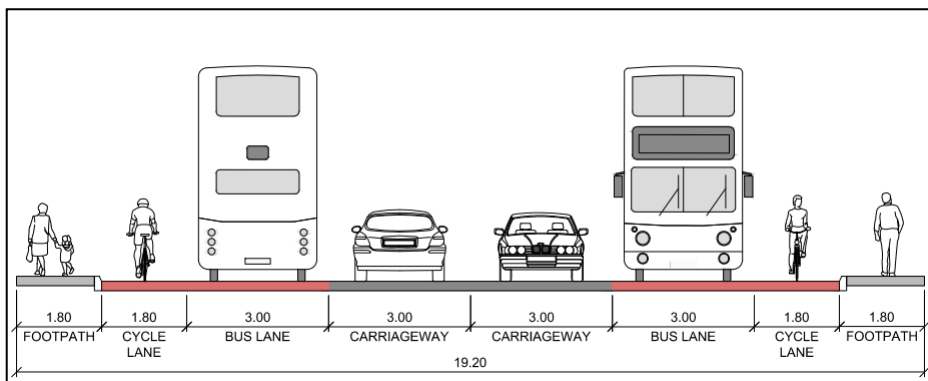 1.80 1.80 3.00 3.00 3.00 3.00 1.80 1.80
FOOTPATH CYCLE LANE BUS LANE CARRIAGEWAY CARRIAGEWAY BUS LANE CYCLE LANE FOOTPATH
19.20